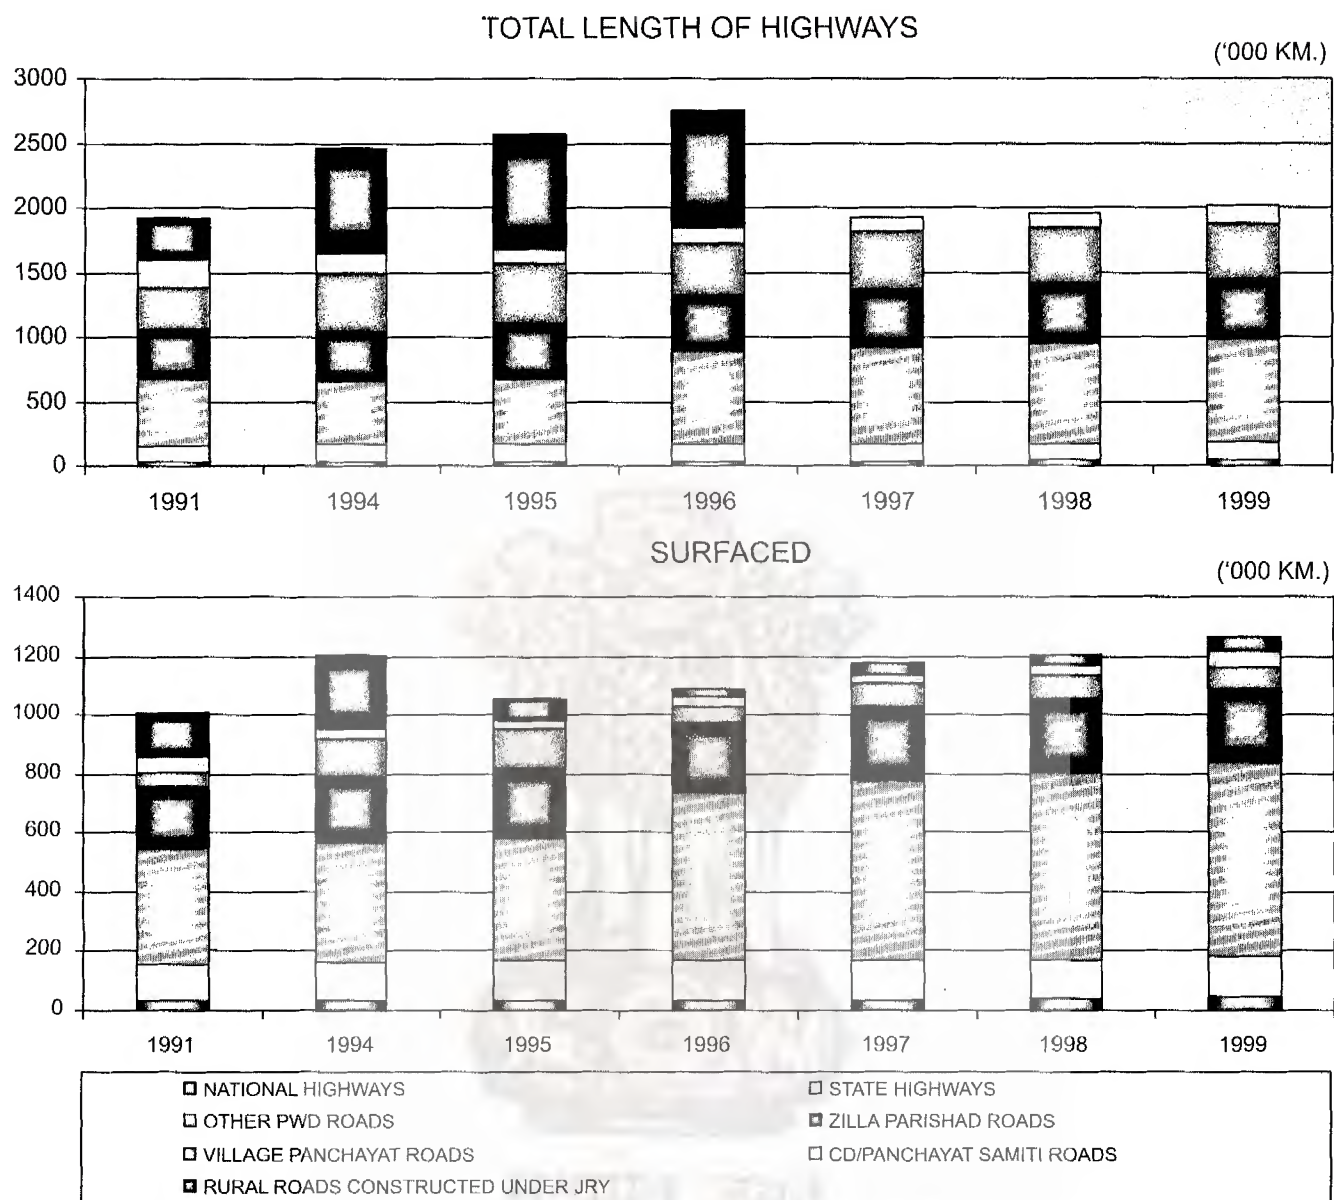 TOTAL LENGTH OF HIGHWAYS
('000 KM.)
3000
2500
2000
1500
1000
500
0
1991 1994 1995 1996 1997 1998 1999
SURFACED
('000 KM.)
1400
1200
1000
800
600
400
200
0
1991 1994 1995 1996 1997 1998 1999
NATIONAL HIGHWAYS STATE HIGHWAYS
OTHER PWD ROADS ZILLA PARISHAD ROADS
VILLAGE PANCHAYAT ROADS CD/PANCHAYAT SAMITI ROADS
RURAL ROADS CONSTRUCTED UNDER JRY